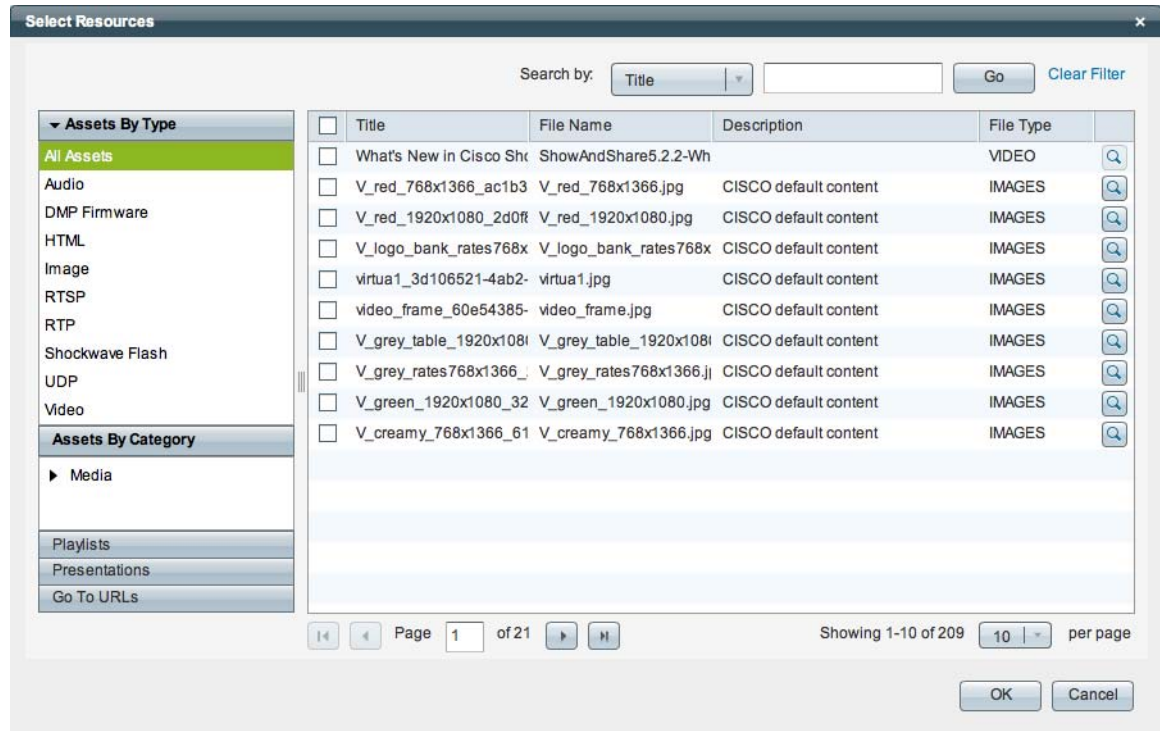 Select Resources
Search by: Title Go Clear Filter
Assets By Type
All Assets
Audio
DMP Firmware
HTML
Image
RTSP
RTP
Shockwave Flash
UDP
Video
Assets By Category
Media
Playlists
Presentations
Go To URLs
Title File Name Description File Type
What's New in Cisco Sho ShowAndShare5.2.2-Wh VIDEO
V_red_768x1366_ac1b3 V_red_768x1366.jpg CISCO default content IMAGES
V_red_1920x1080_2d0f8 V_red_1920x1080.jpg CISCO default content IMAGES
V_logo_bank_rates768x V_logo_bank_rates768x CISCO default content IMAGES
virtua1_3d106521-4ab2- virtua1.jpg CISCO default content IMAGES
video_frame_60e54385- video_frame.jpg CISCO default content IMAGES
V_grey_table_1920x108 V_grey_table_1920x108 CISCO default content IMAGES
V_grey_rates768x1366_ V_grey_rates768x1366.j CISCO default content IMAGES
V_green_1920x1080_32 V_green_1920x1080.jpg CISCO default content IMAGES
V_creamy_768x1366_61 V_creamy_768x1366.jpg CISCO default content IMAGES
Page 1 of 21 Showing 1-10 of 209 10 per page
OK Cancel